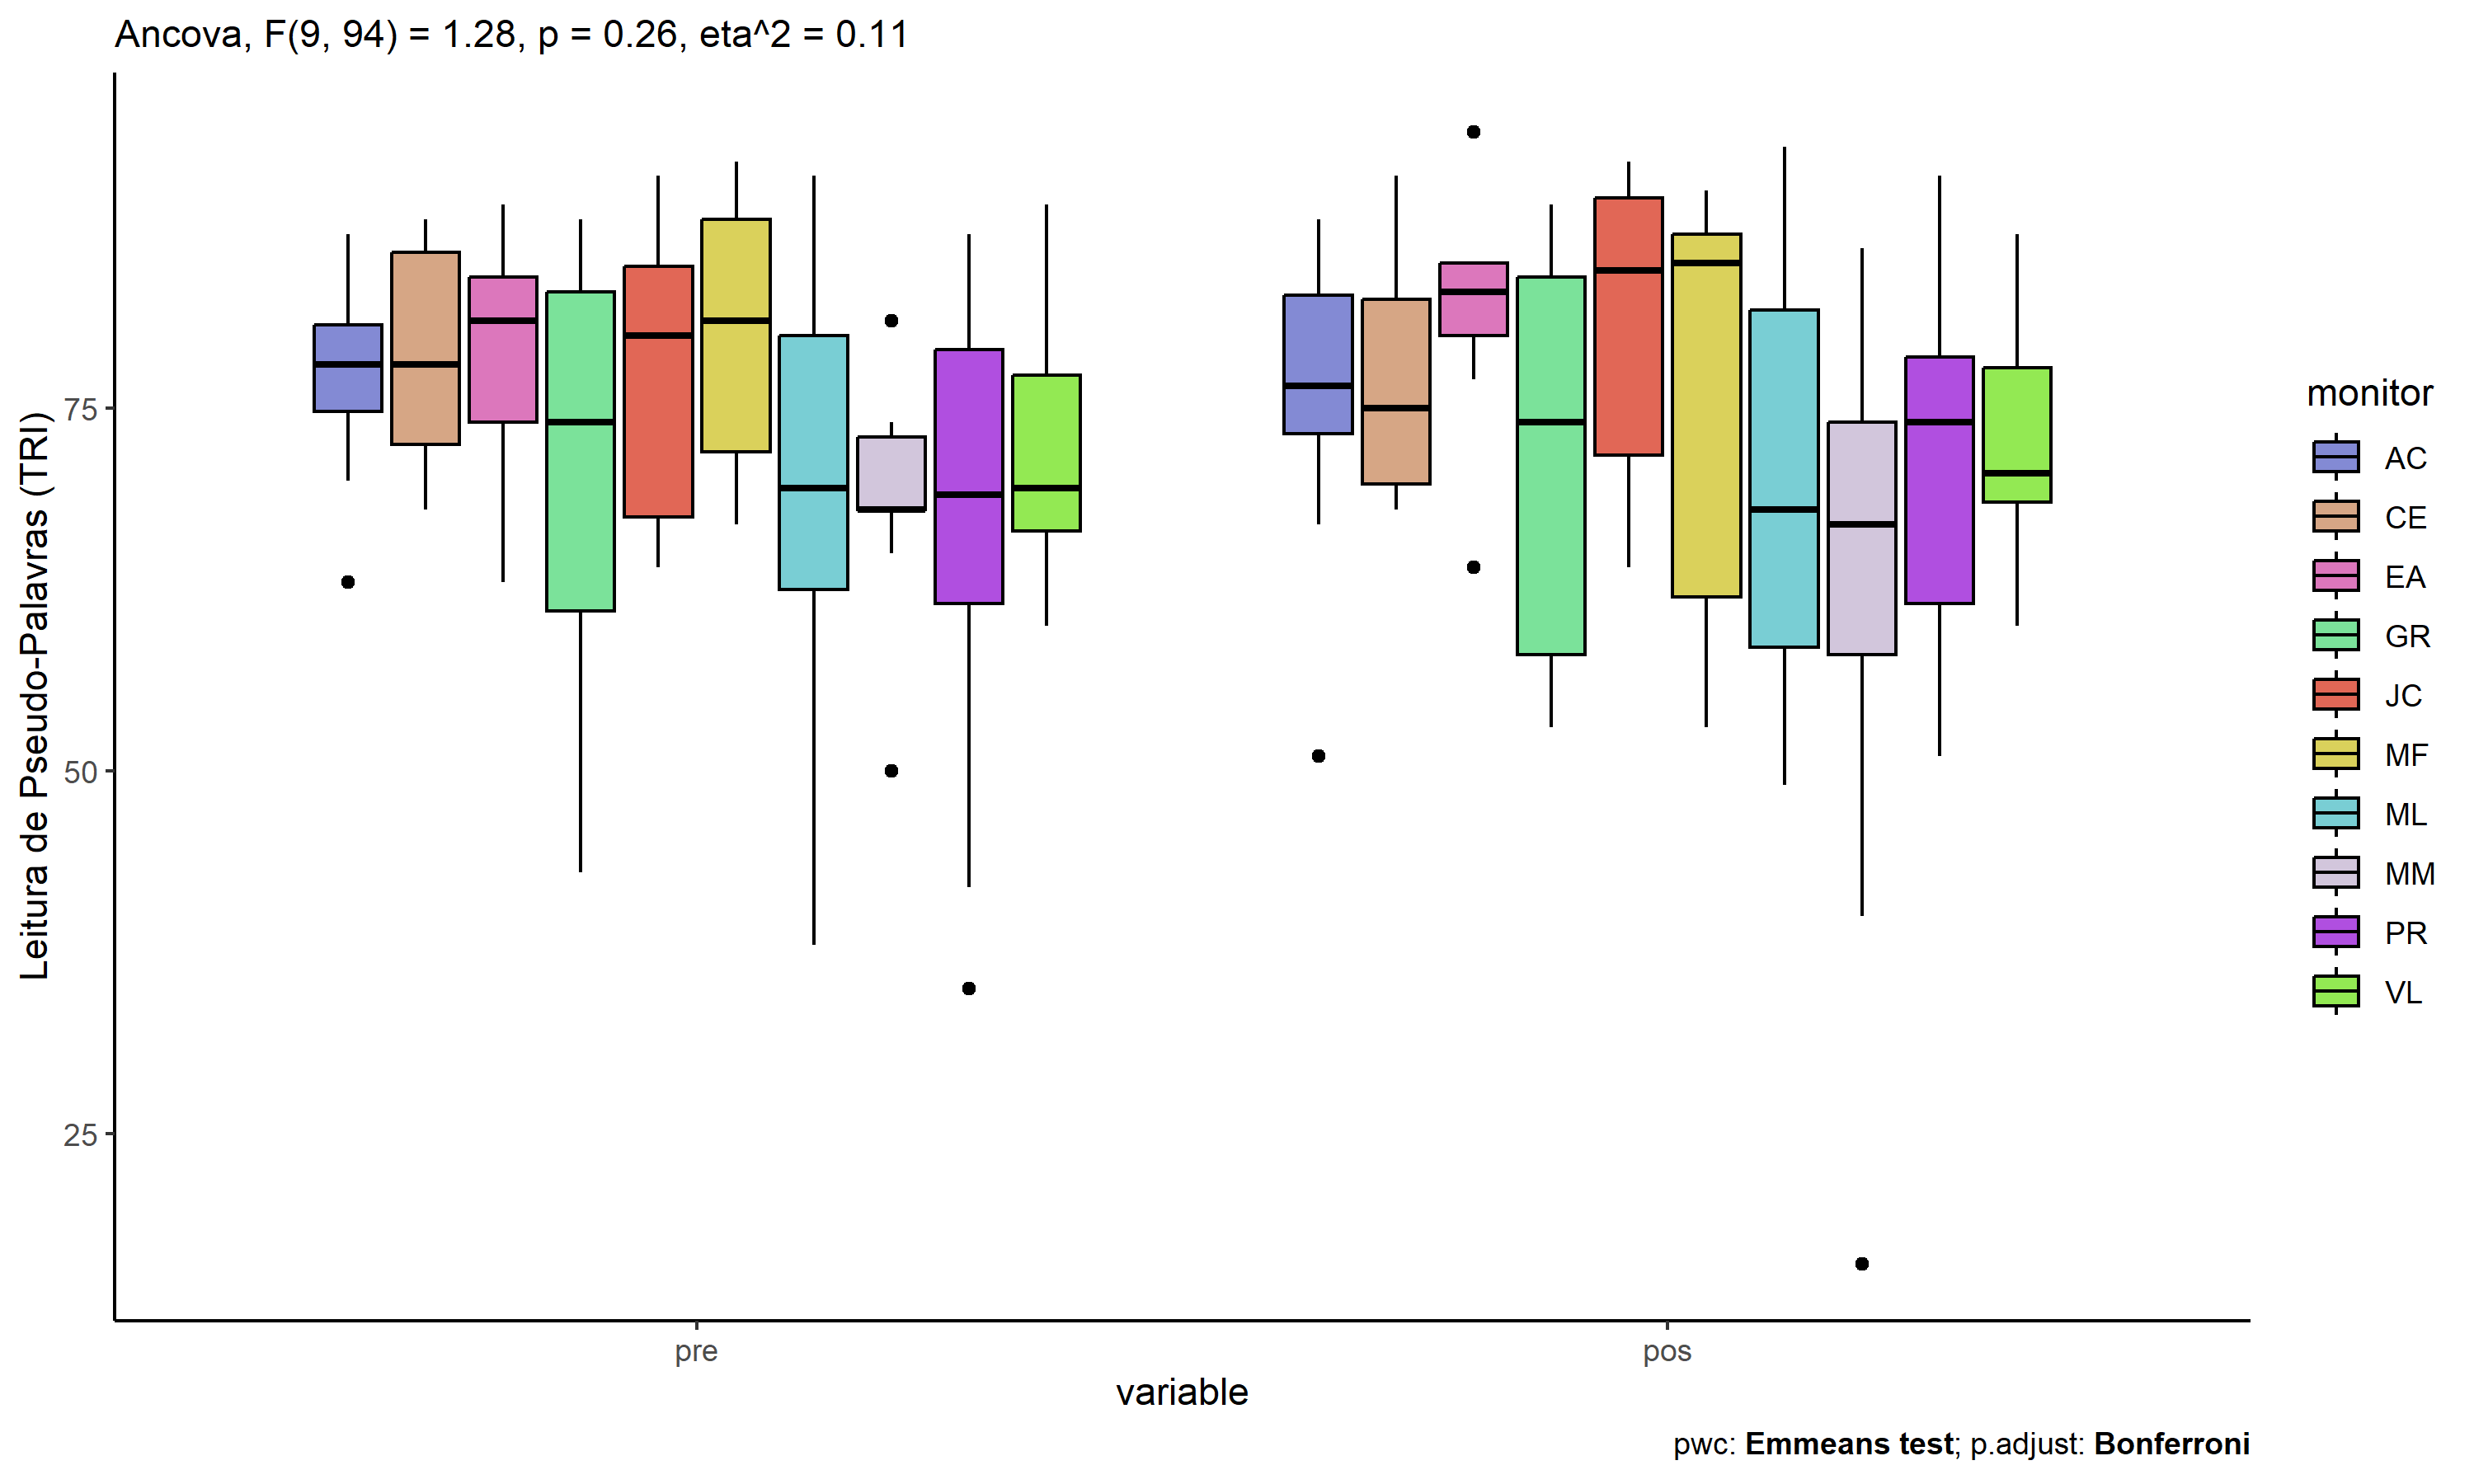 Ancova, F(9, 94) = 1.28, p = 0.26, eta^2 = 0.11
Leitura de Pseudo-Palavras (TRI)
75
50
25
pre
pos
variable
monitor
AC
CE
EA
GR
JC
MF
ML
MM
PR
VL
pwc: Emmeans test; p.adjust: Bonferroni